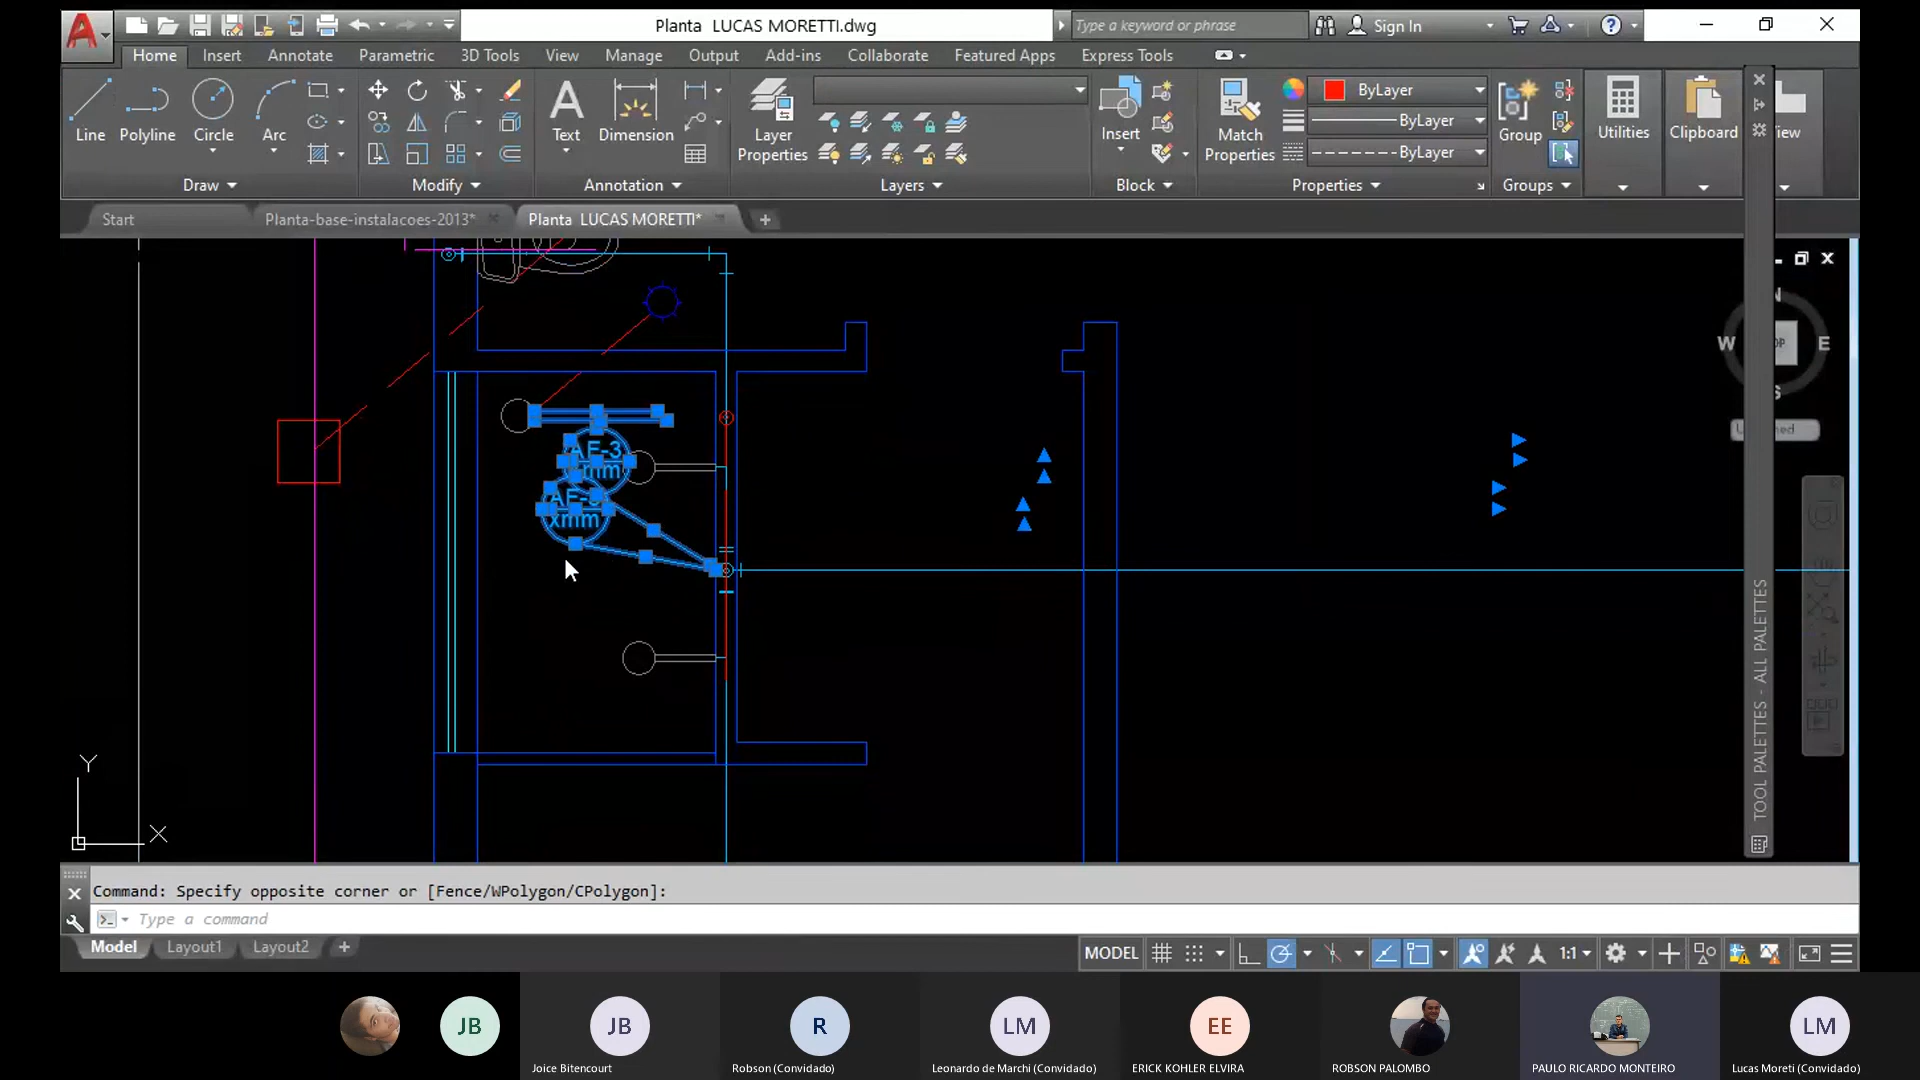 Planta LUCAS MORETTI.dwg
Type a keyword or phrase
Sign In
Home
Insert
Annotate
Parametric
3D Tools
View
Manage
Output
Add-ins
Collaborate
Featured Apps
Express Tools
Line
Polyline
Circle
Arc
Text
Dimension
Layer
Properties
Insert
Match
Properties
ByLayer
ByLayer
ByLayer
Group
Utilities
Clipboard
Draw
Modify
Annotation
Layers
Block
Properties
Groups
Start
Planta-base-instalacoes-2013*
Planta LUCAS MORETTI*
W
E
TOOL PALETTES - ALL PALETTES
AF-3
xmm
Y
X
Command: Specify opposite corner or [Fence/WPolygon/CPolygon]:
Type a command
Model
Layout1
Layout2
MODEL
1:1
JB
JB
R
LM
EE
LM
Joice Bitencourt
Robson (Convidado)
Leonardo de Marchi (Convidado)
ERICK KOHLER ELVIRA
ROBSON PALOMBO
PAULO RICARDO MONTEIRO
Lucas Moreti (Convidado)